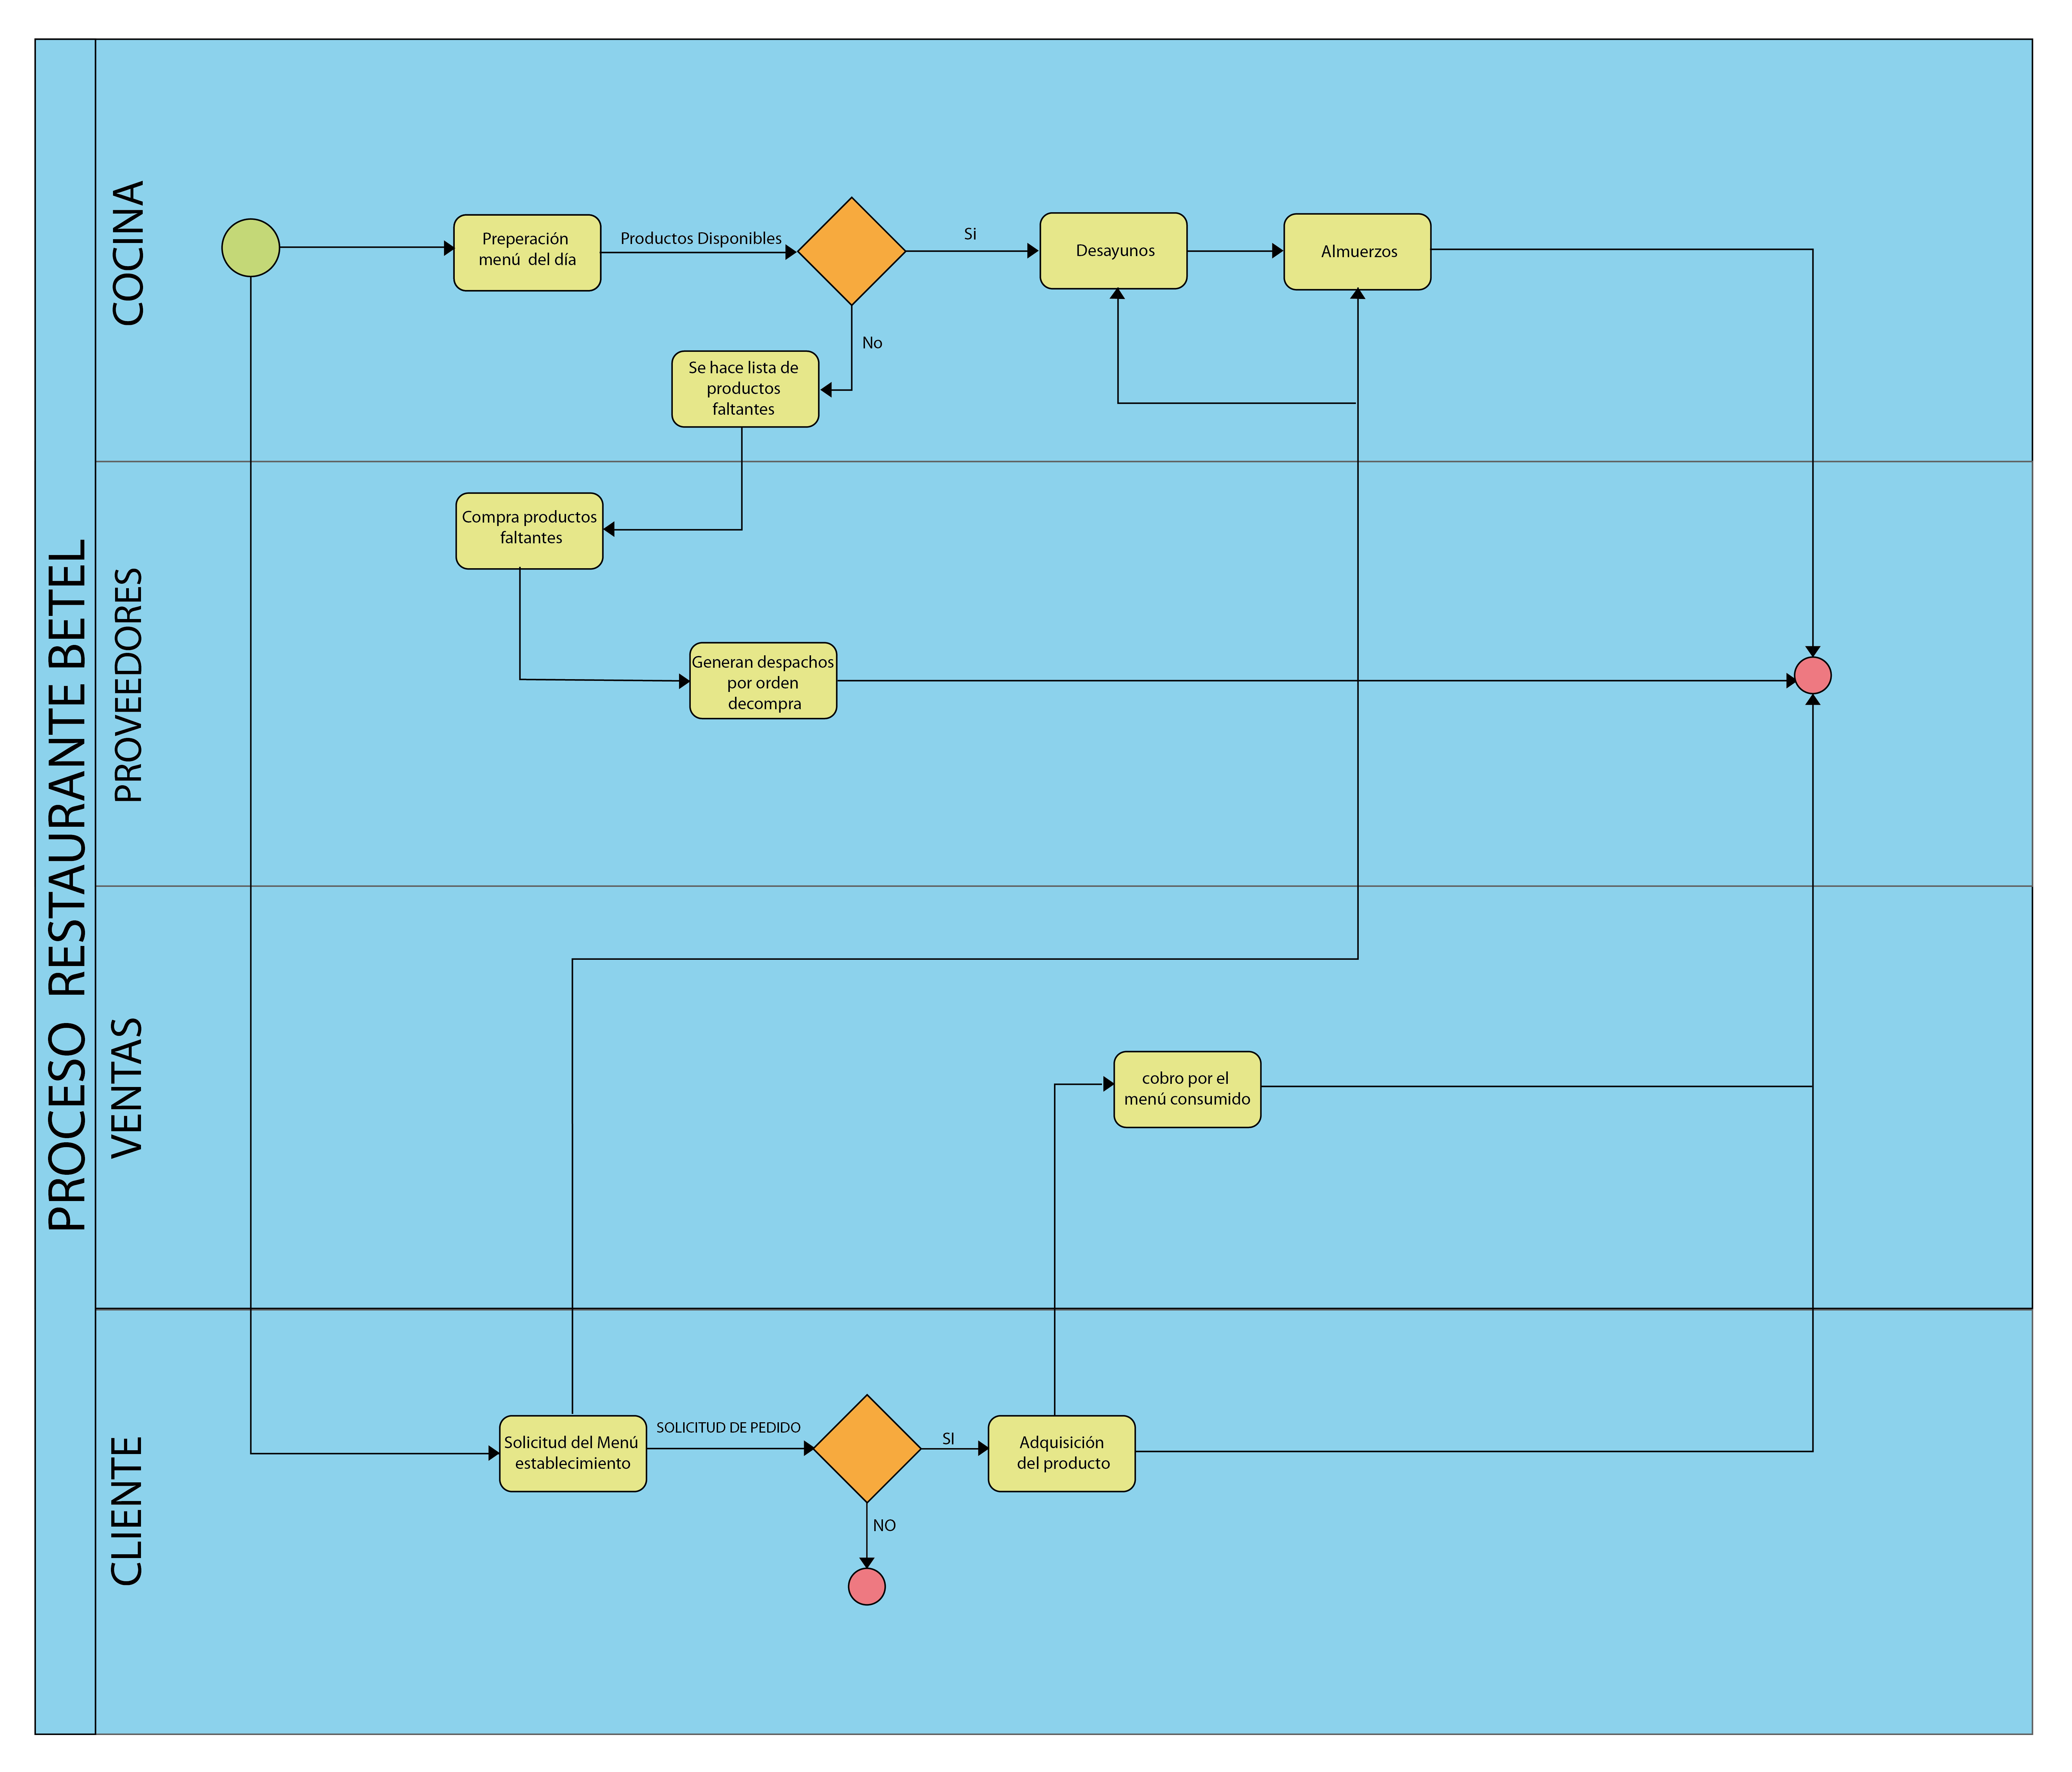 PROCESO RESTAURANTE BETEL
COCINA
Preperación
menú del día
Productos Disponibles
Si
Desayunos
Almuerzos
No
Se hace lista de
productos
faltantes
PROVEEDORES
Compra productos
faltantes
Generan despachos
por orden
decompra
VENTAS
cobro por el
menú consumido
CLIENTE
Solicitud del Menú
establecimiento
SOLICITUD DE PEDIDO
SI
Adquisición
del producto
NO